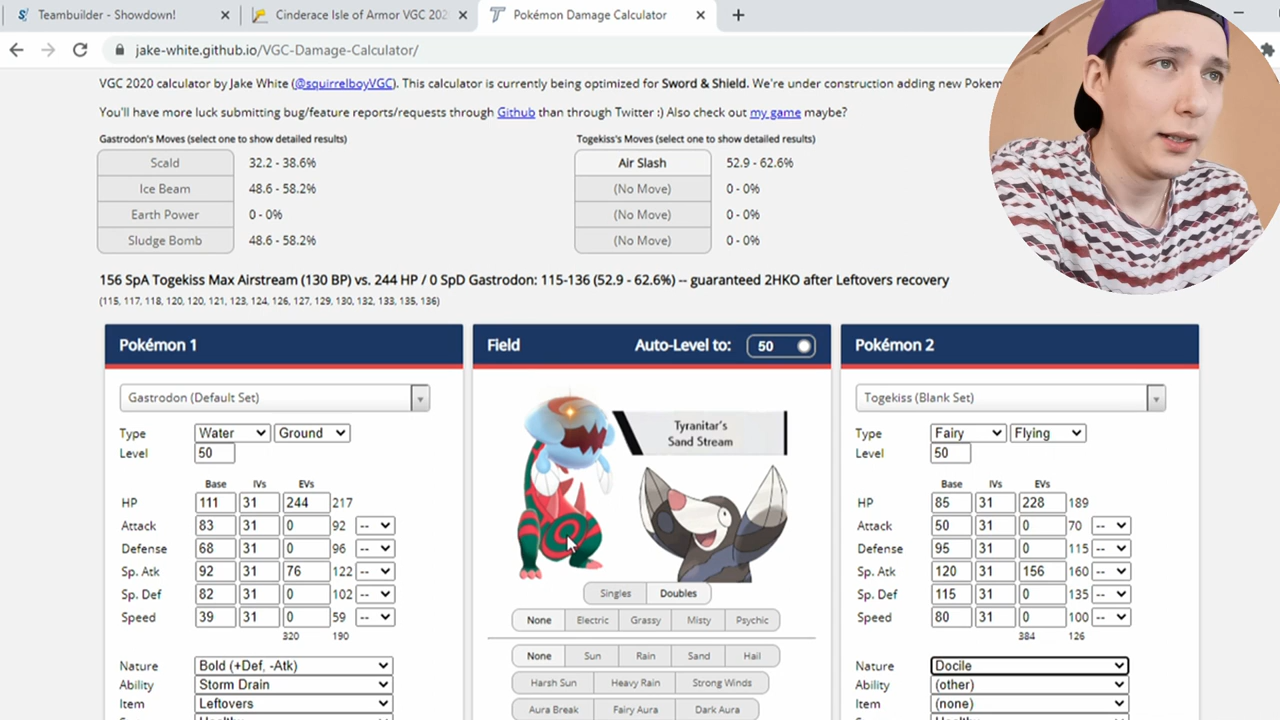 Teambuilder - Showdown!
Cinderace Isle of Armor VGC 202
Pokémon Damage Calculator
jake-white.github.io/VGC-Damage-Calculator/
VGC 2020 calculator by Jake White (@squirrelboyVGC). This calculator is currently being optimized for Sword & Shield. We're under construction adding new Pokem
You'll have more luck submitting bug/feature reports/requests through Github than through Twitter :) Also check out my game maybe?
Gastrodon's Moves (select one to show detailed results)
Scald 32.2 - 38.6%
Ice Beam 48.6 - 58.2%
Earth Power 0 - 0%
Sludge Bomb 48.6 - 58.2%
Togekiss's Moves (select one to show detailed results)
Air Slash 52.9 - 62.6%
(No Move) 0 - 0%
(No Move) 0 - 0%
(No Move) 0 - 0%
156 SpA Togekiss Max Airstream (130 BP) vs. 244 HP / 0 SpD Gastrodon: 115-136 (52.9 - 62.6%) -- guaranteed 2HKO after Leftovers recovery
(115, 117, 118, 120, 120, 121, 123, 124, 126, 127, 129, 130, 132, 133, 135, 136)
Pokémon 1
Gastrodon (Default Set)
Type Water Ground
Level 50
Base IVs EVs
HP 111 31 244 217
Attack 83 31 0 92 --
Defense 68 31 0 96 --
Sp. Atk 92 31 76 122 --
Sp. Def 82 31 0 102 --
Speed 39 31 0 59 --
320 190
Nature Bold (+Def, -Atk)
Ability Storm Drain
Item Leftovers
Field Auto-Level to: 50
Tyranitar's
Sand Stream
Singles Doubles
None Electric Grassy Misty Psychic
None Sun Rain Sand Hail
Harsh Sun Heavy Rain Strong Winds
Aura Break Fairy Aura Dark Aura
Pokémon 2
Togekiss (Blank Set)
Type Fairy Flying
Level 50
Base IVs EVs
HP 85 31 228 189
Attack 50 31 0 70 --
Defense 95 31 0 115 --
Sp. Atk 120 31 156 160 --
Sp. Def 115 31 0 135 --
Speed 80 31 0 100 --
384 126
Nature Docile
Ability (other)
Item (none)